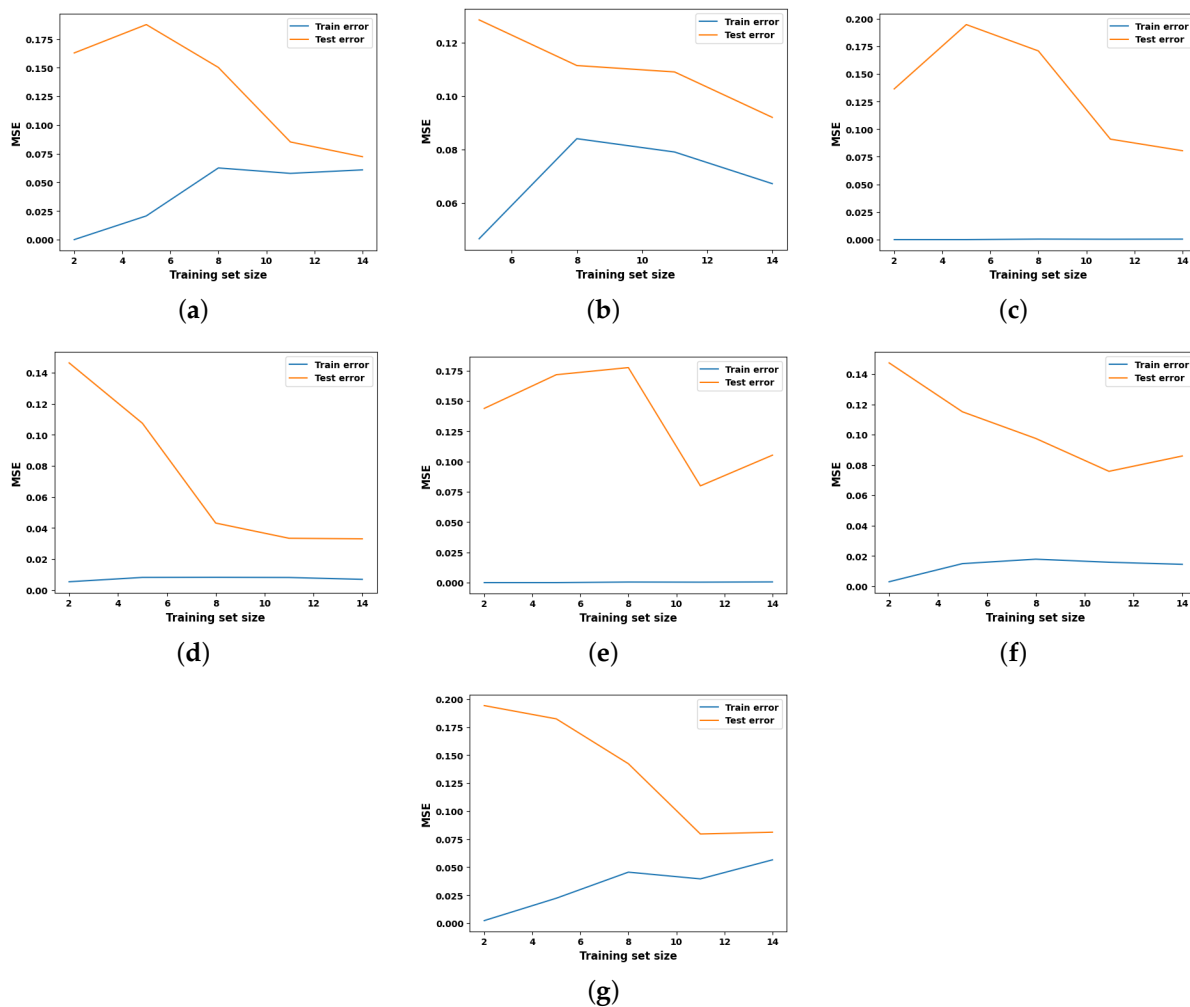 Train error
Test error
0.175
0.150
0.125
0.100
0.075
0.050
0.025
0.000
MSE
2 4 6 8 10 12 14
Training set size
(a)
Train error
Test error
0.12
0.10
0.08
0.06
MSE
6 8 10 12 14
Training set size
(b)
Train error
Test error
0.200
0.175
0.150
0.125
0.100
0.075
0.050
0.025
0.000
MSE
2 4 6 8 10 12 14
Training set size
(c)
Train error
Test error
0.14
0.12
0.10
0.08
0.06
0.04
0.02
0.00
MSE
2 4 6 8 10 12 14
Training set size
(d)
Train error
Test error
0.175
0.150
0.125
0.100
0.075
0.050
0.025
0.000
MSE
2 4 6 8 10 12 14
Training set size
(e)
Train error
Test error
0.14
0.12
0.10
0.08
0.06
0.04
0.02
0.00
MSE
2 4 6 8 10 12 14
Training set size
(f)
Train error
Test error
0.200
0.175
0.150
0.125
0.100
0.075
0.050
0.025
0.000
MSE
2 4 6 8 10 12 14
Training set size
(g)